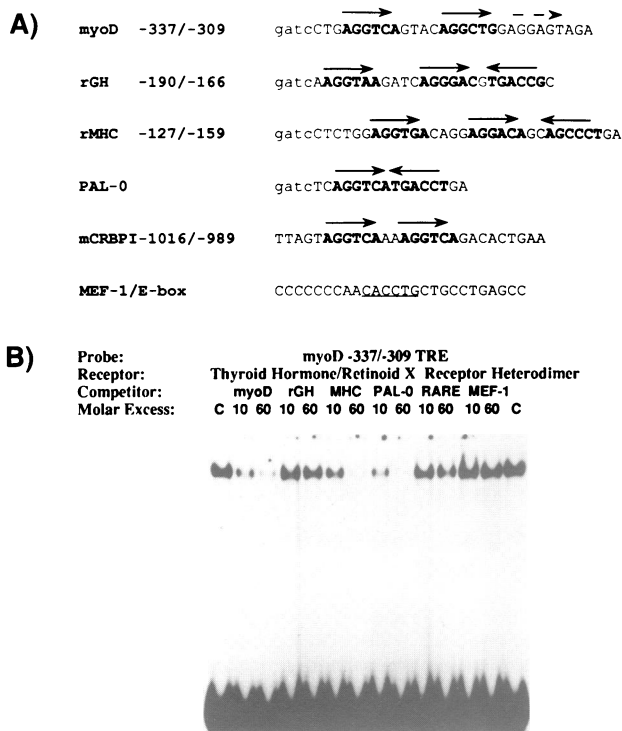 A)
myoD -337/-309 gatcCTGAGGTCAGTACAGGCTGGAGGAGTAGA
rGH -190/-166 gatcAAGGTAAGATCAGGGACGTGACCGC
rMHC -127/-159 gatcCTCTGGAGGTGACAGGAGGACAGCAGCCCTGA
PAL-0 gatcTCAGGTCATGACCTGA
mCRBPI-1016/-989 TTAGTAGGTCAAAAGGTCAGACACTGAA
MEF-1/E-box CCCCCCCAACACCTGCTGCCTGAGCC
B)
Probe: myoD -337/-309 TRE
Receptor: Thyroid Hormone/Retinoid X Receptor Heterodimer
Competitor: myoD rGH MHC PAL-0 RARE MEF-1
Molar Excess: C 10 60 10 60 10 60 10 60 10 60 10 60 C